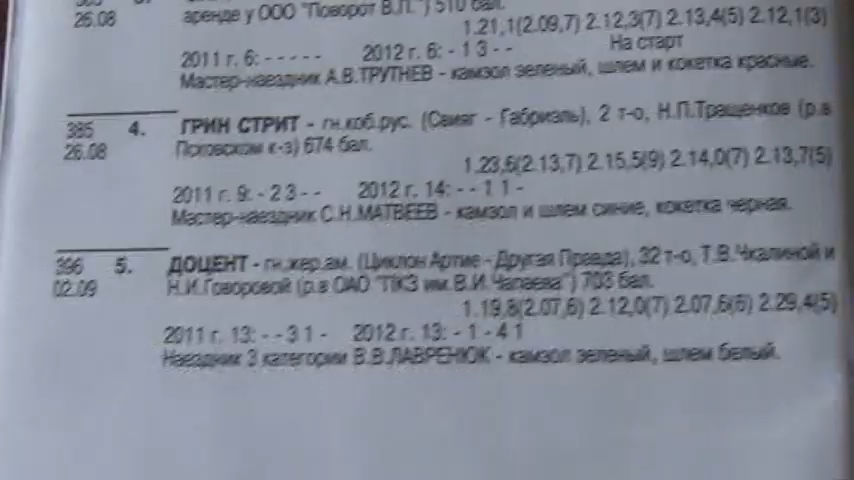 26.08 аренде у ООО "Поворот В.П.") 510 бал.
1.21,1(2.09,7) 2.12,3(7) 2.13,4(5) 2.12,1(3)
2011 г. 6: - - - - - 2012 г. 6: - 1 3 - - На старт
Мастер-наездник А.В.ТРУТНЕВ - камзол зеленый, шлем и кокетка красные.
385 4. ГРИН СТРИТ - гн.коб.рус. (Свияг - Габриэль), 2 т-о, Н.П.Тращенков (р.в
26.08 Псковском к-з) 674 бал.
1.23,6(2.13,7) 2.15,5(9) 2.14,0(7) 2.13,7(5)
2011 г. 9: - 2 3 - - 2012 г. 14: - - 1 1 -
Мастер-наездник С.Н.МАТВЕЕВ - камзол и шлем синие, кокетка черная.
396 5. ДОЦЕНТ - гн.жер.ам. (Циклон Артие - Другая Правда), 32 т-о, Т.В.Чкалиной и
02.09 Н.И.Говоровой (р.в ОАО "ПКЗ им.В.И. Чапаева") 703 бал.
1.19,8(2.07,6) 2.12,0(7) 2.07,6(6) 2.29,4(5)
2011 г. 13: - - 3 1 - 2012 г. 13: - 1 - 4 1
Наездник 3 категории В.В.ЛАВРЕНЮК - камзол зеленый, шлем белый.